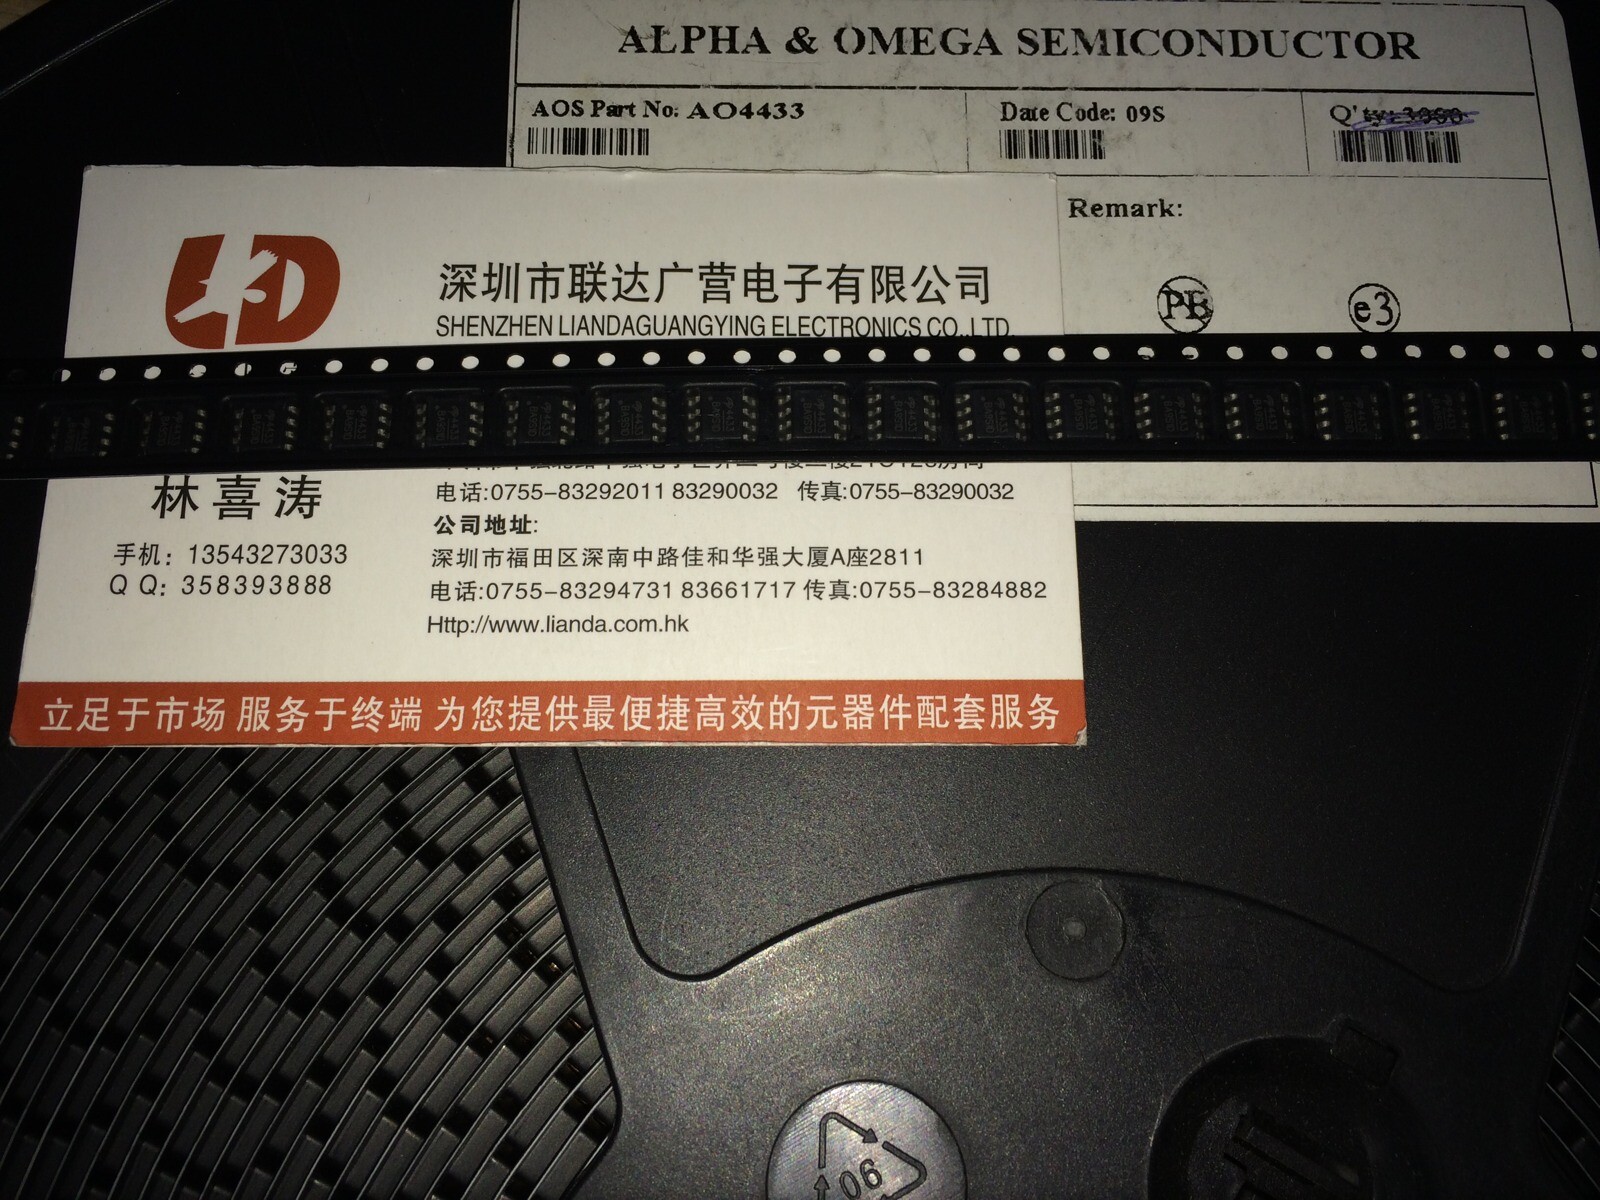 ALPHA & OMEGA SEMICONDUCTOR
AOS Part No: AO4433
Date Code: 09S
Q'ty: 3000
Remark:
Pb
e3
LD
深圳市联达广营电子有限公司
SHENZHEN LIANDAGUANGYING ELECTRONICS CO.,LTD.
林喜涛
手机：13543273033
Q Q：358393888
电话:0755-83292011 83290032 传真:0755-83290032
公司地址:
深圳市福田区深南中路佳和华强大厦A座2811
电话:0755-83294731 83661717 传真:0755-83284882
Http://www.lianda.com.hk
立足于市场 服务于终端 为您提供最便捷高效的元器件配套服务
06